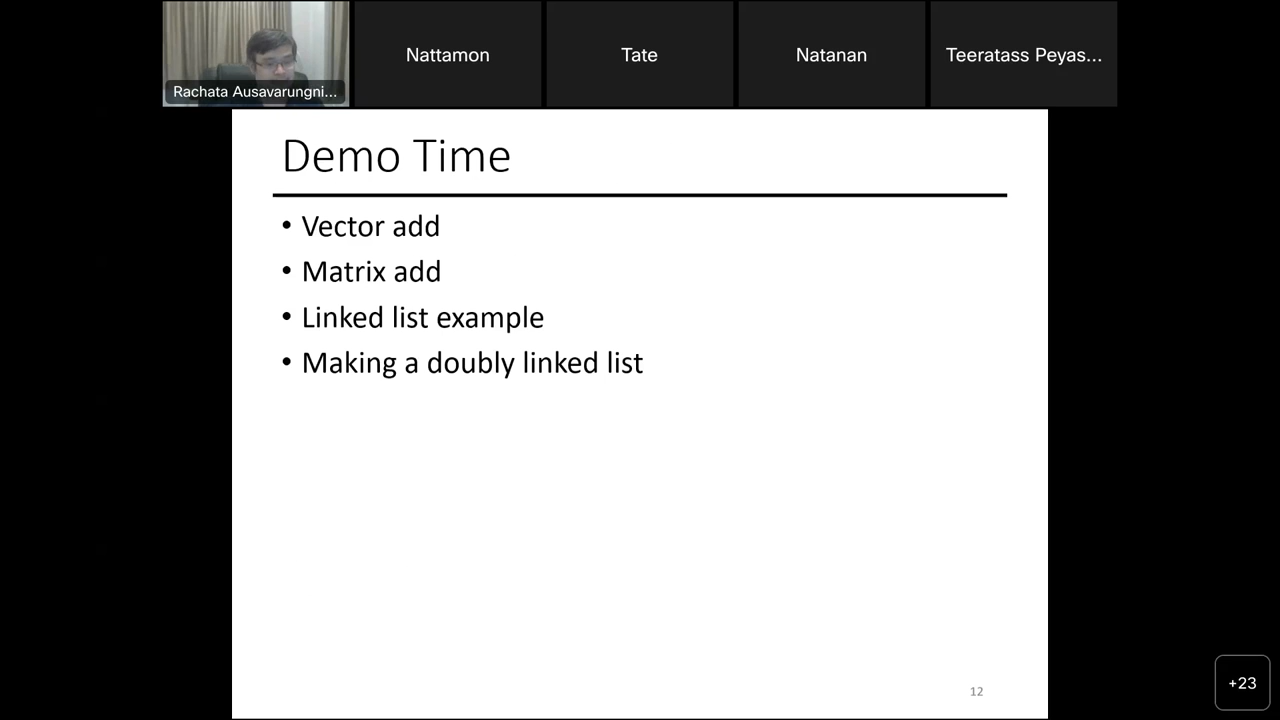 Rachata Ausavarungni...
Nattamon
Tate
Natanan
Teeratass Peyas...
Demo Time
• Vector add
• Matrix add
• Linked list example
• Making a doubly linked list
12
+23